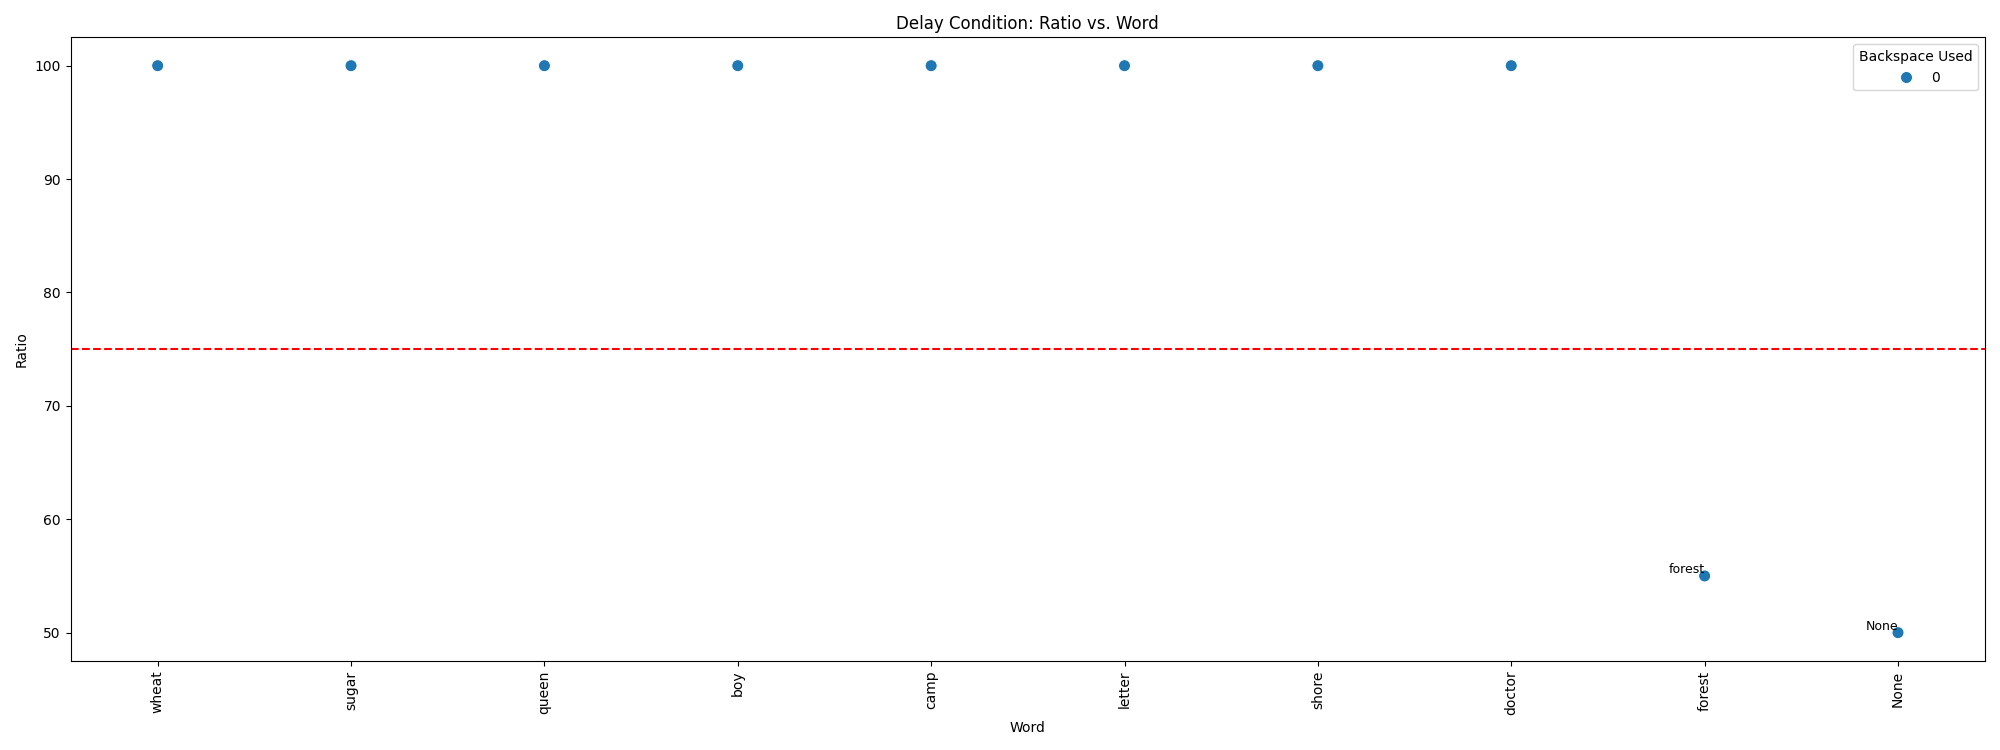 Delay Condition: Ratio vs. Word
Backspace Used
0
100
90
80
70
60
50
Ratio
forest
None
wheat
sugar
queen
boy
camp
letter
shore
doctor
forest
None
Word